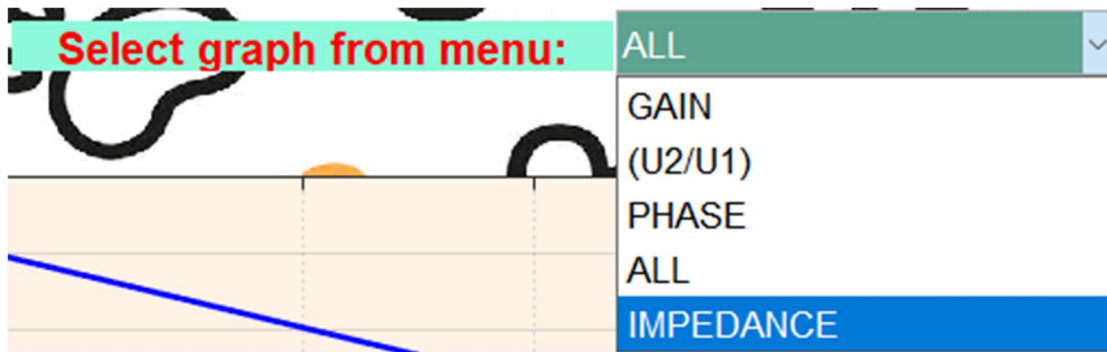 Select graph from menu:
ALL
GAIN
(U2/U1)
PHASE
ALL
IMPEDANCE